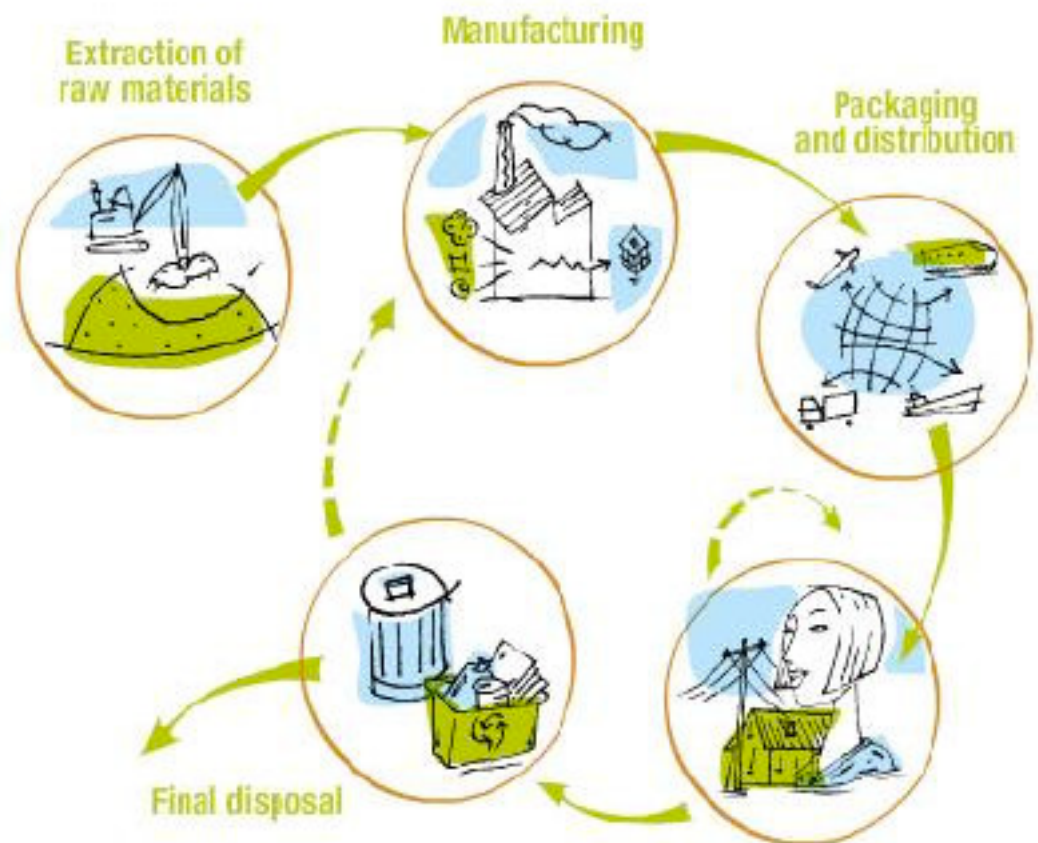 Extraction of
raw materials
Manufacturing
Packaging
and distribution
Final disposal